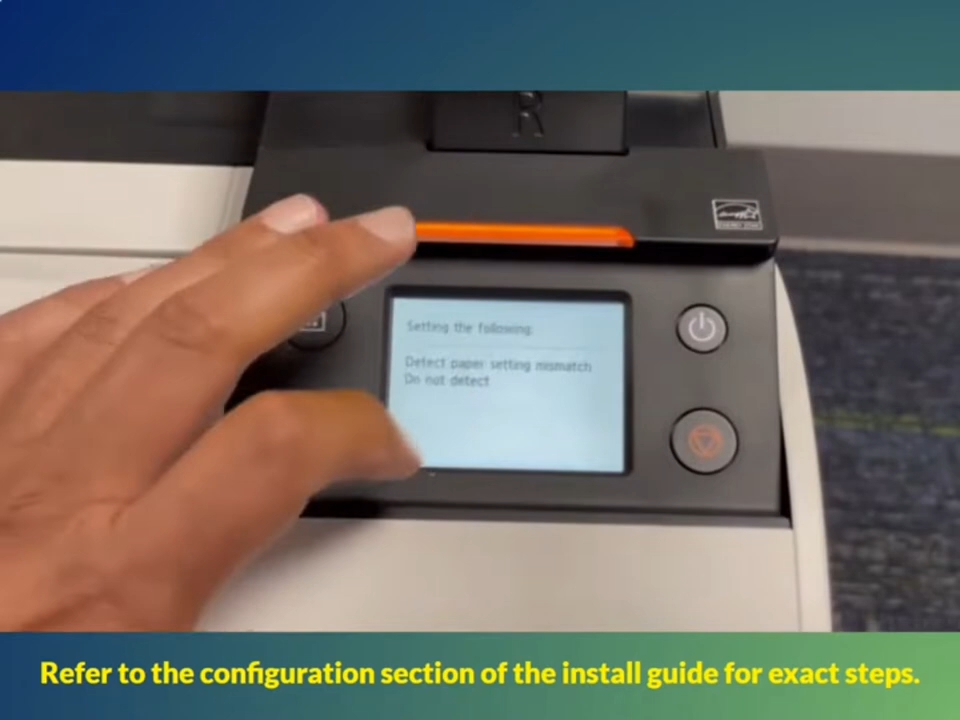 R
Setting the following:
Detect paper setting mismatch
Do not detect
Refer to the configuration section of the install guide for exact steps.